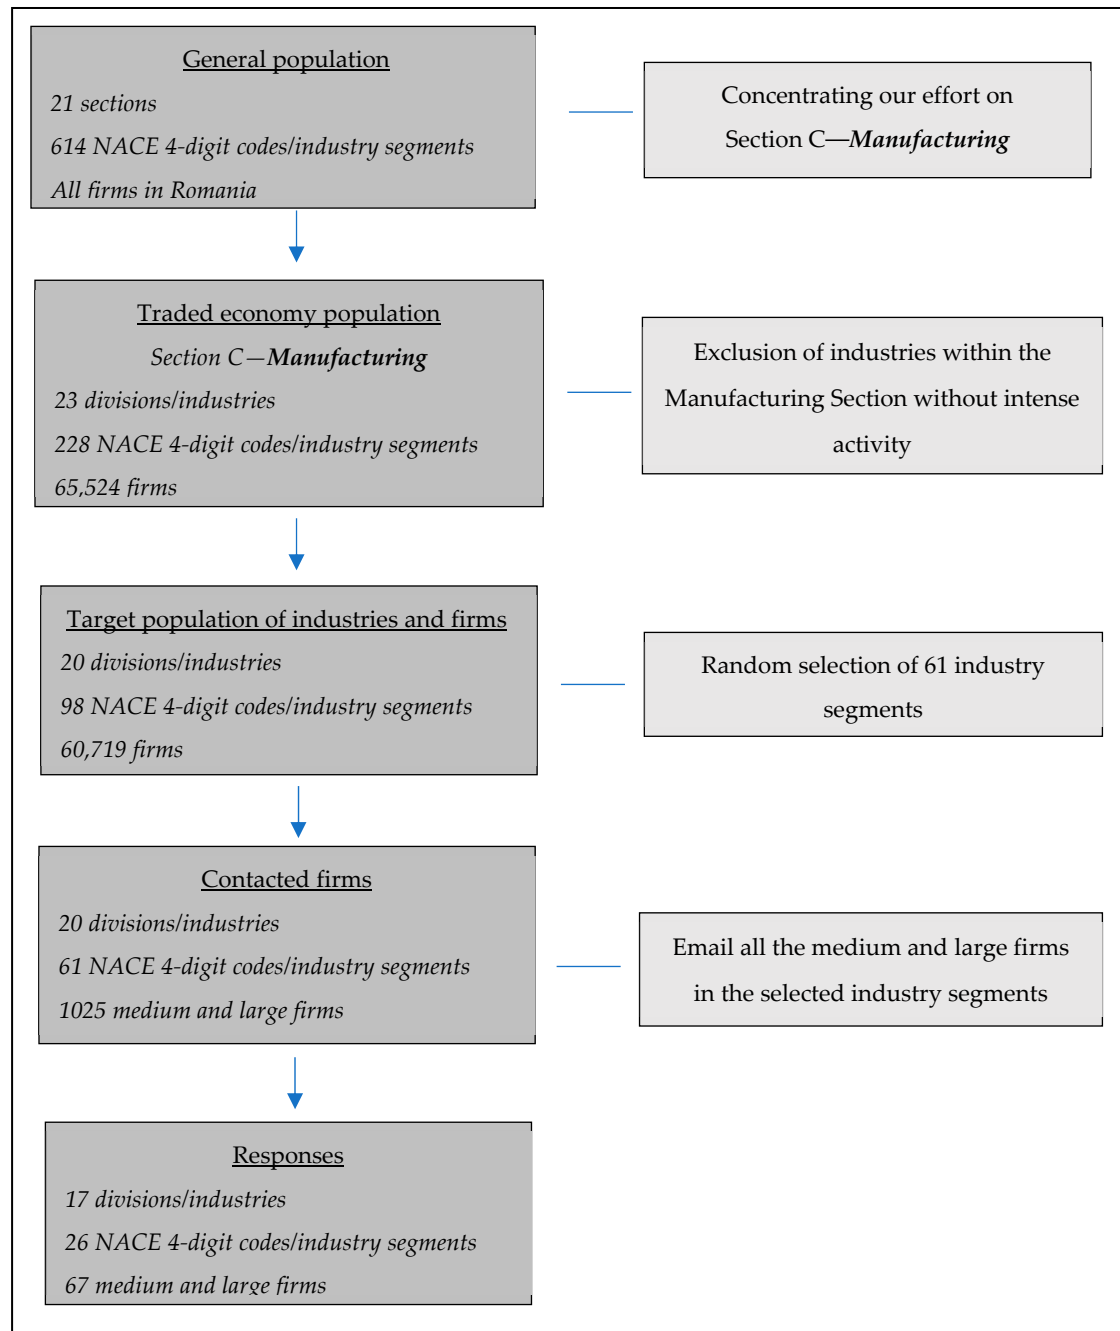 General population
21 sections
614 NACE 4-digit codes/industry segments
All firms in Romania
Concentrating our effort on
Section C—Manufacturing
Traded economy population
Section C—Manufacturing
23 divisions/industries
228 NACE 4-digit codes/industry segments
65,524 firms
Exclusion of industries within the
Manufacturing Section without intense
activity
Target population of industries and firms
20 divisions/industries
98 NACE 4-digit codes/industry segments
60,719 firms
Random selection of 61 industry
segments
Contacted firms
20 divisions/industries
61 NACE 4-digit codes/industry segments
1025 medium and large firms
Email all the medium and large firms
in the selected industry segments
Responses
17 divisions/industries
26 NACE 4-digit codes/industry segments
67 medium and large firms